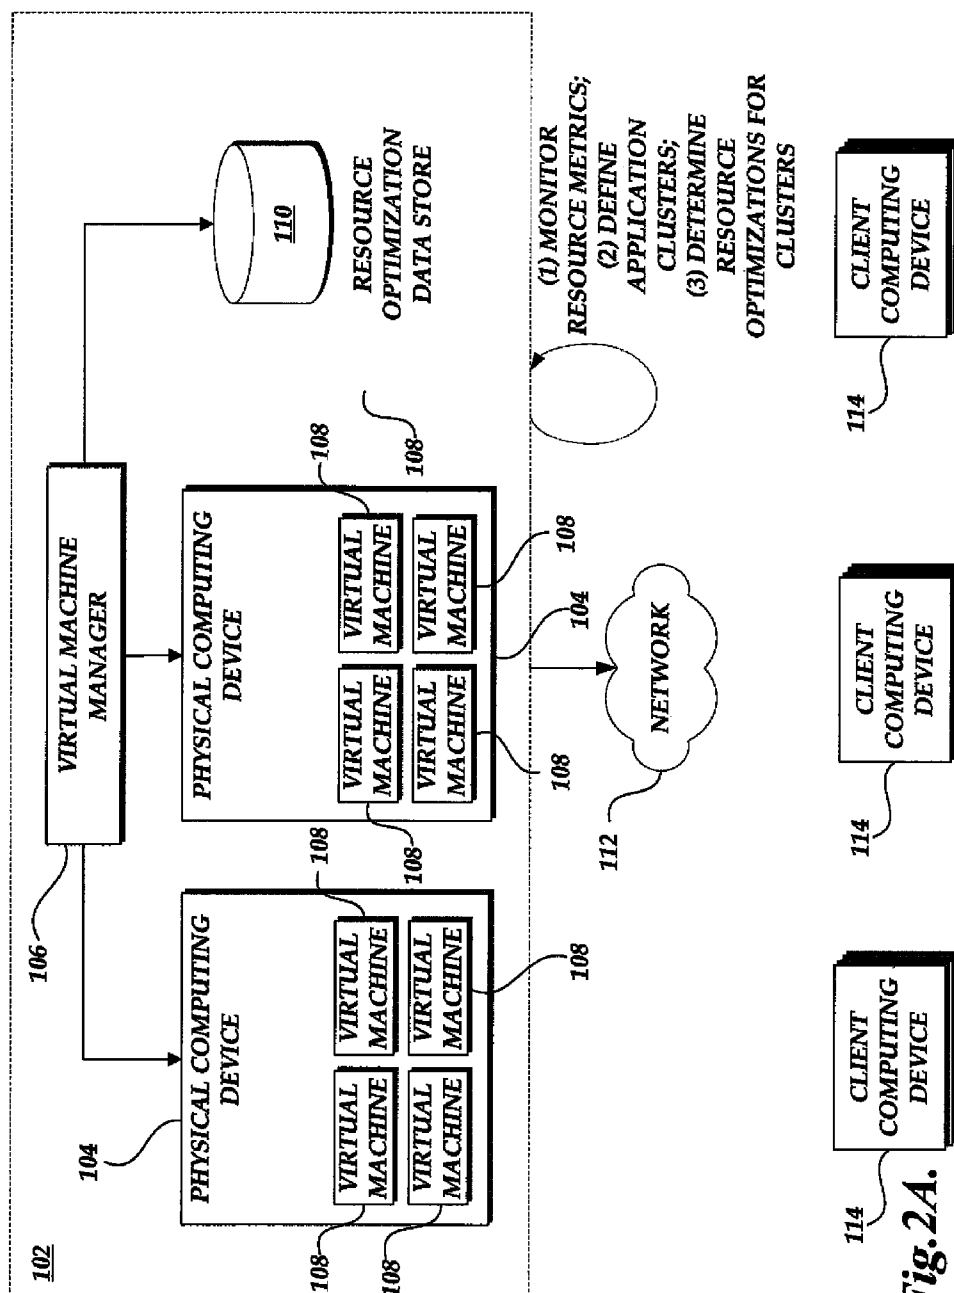 102
106
VIRTUAL MACHINE
MANAGER
104
PHYSICAL COMPUTING
DEVICE
VIRTUAL
MACHINE
VIRTUAL
MACHINE
VIRTUAL
MACHINE
VIRTUAL
MACHINE
108
108
108
108
PHYSICAL COMPUTING
DEVICE
VIRTUAL
MACHINE
VIRTUAL
MACHINE
VIRTUAL
MACHINE
VIRTUAL
MACHINE
108
108
108
108
104
108
110
RESOURCE
OPTIMIZATION
DATA STORE
112
NETWORK
(1) MONITOR
RESOURCE METRICS;
(2) DEFINE
APPLICATION
CLUSTERS;
(3) DETERMINE
RESOURCE
OPTIMIZATIONS FOR
CLUSTERS
114
CLIENT
COMPUTING
DEVICE
114
CLIENT
COMPUTING
DEVICE
114
CLIENT
COMPUTING
DEVICE
Fig.2A.